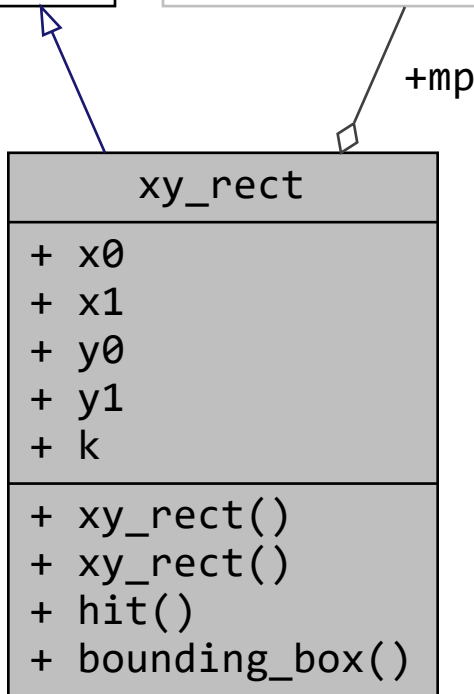 +mp
xy_rect
+ x0
+ x1
+ y0
+ y1
+ k
+ xy_rect()
+ xy_rect()
+ hit()
+ bounding_box()